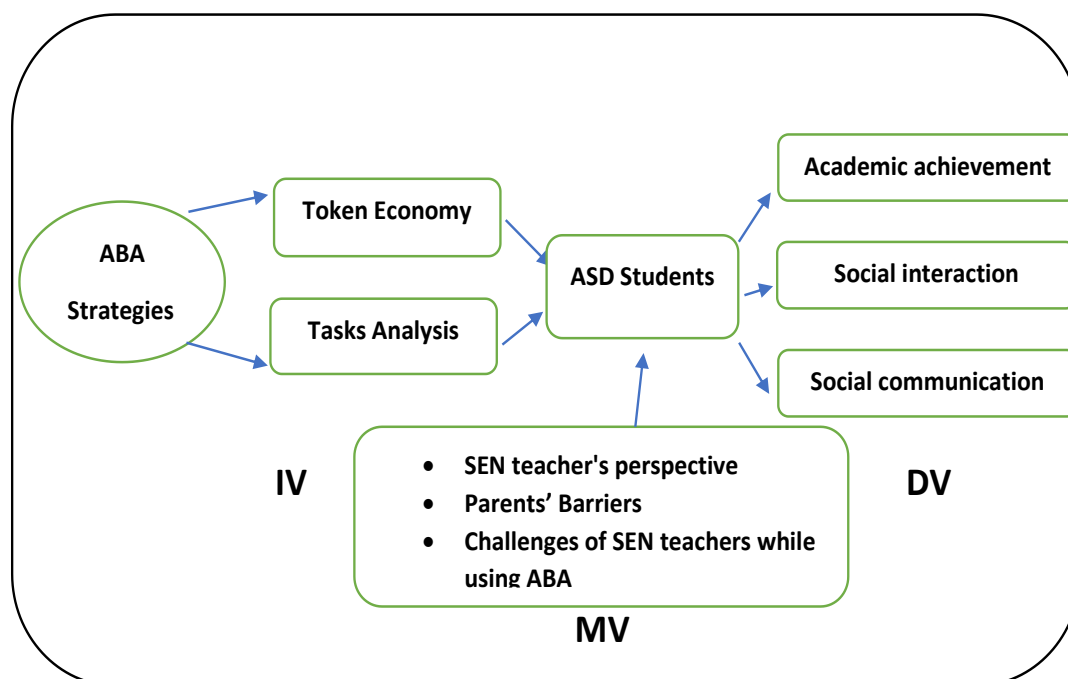 ABA
Strategies
Token Economy
Tasks Analysis
ASD Students
Academic achievement
Social interaction
Social communication
IV
• SEN teacher's perspective
• Parents’ Barriers
• Challenges of SEN teachers while
using ABA
DV
MV